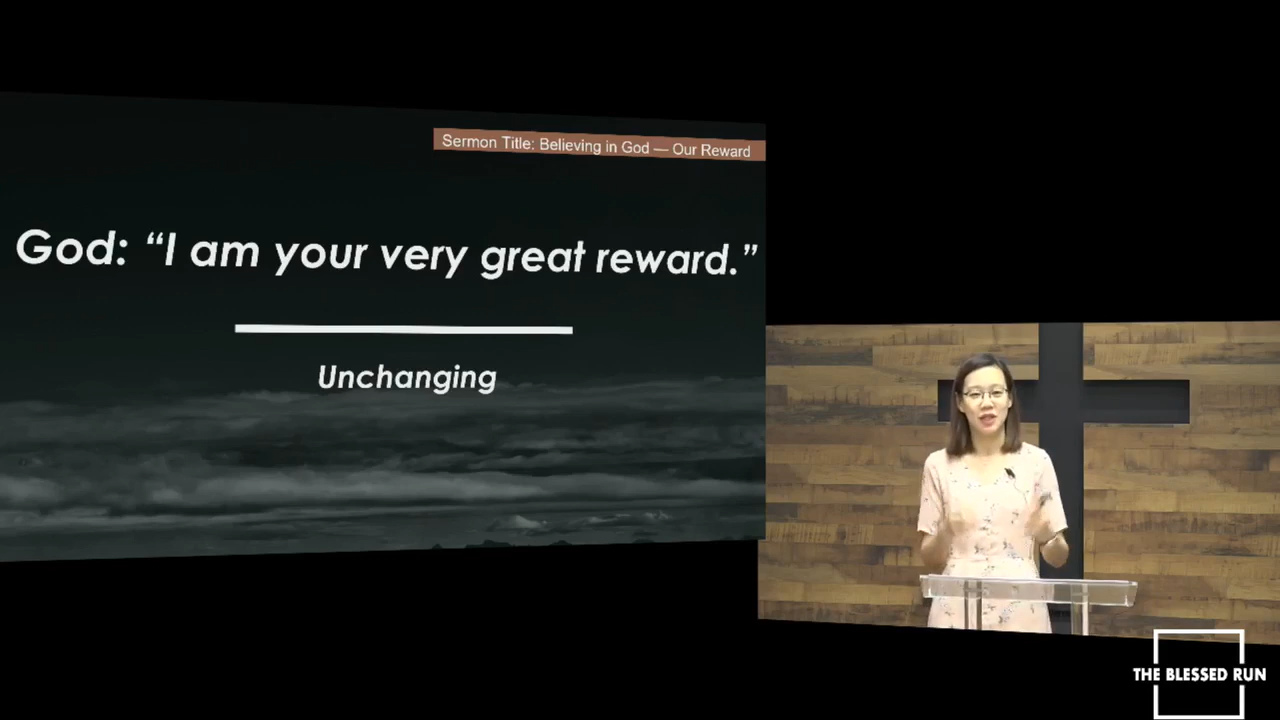 Sermon Title: Believing in God — Our Reward
God: “I am your very great reward.”
Unchanging
THE BLESSED RUN